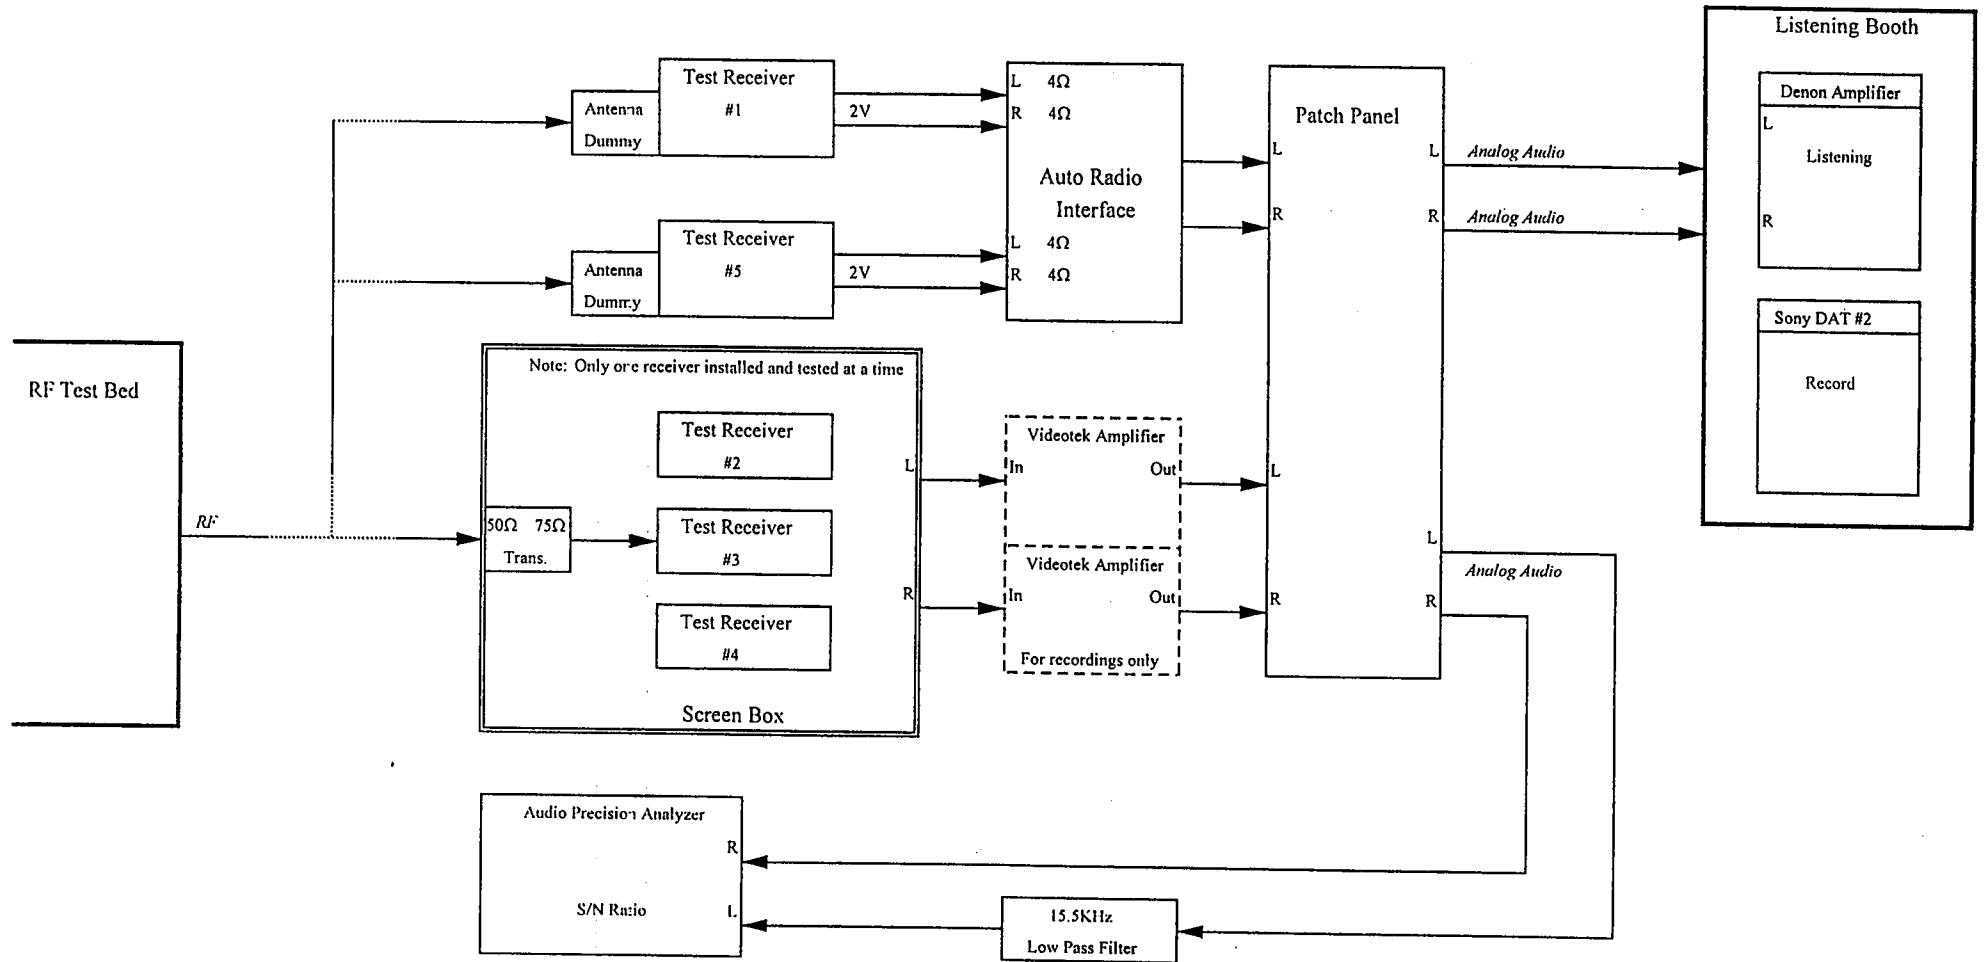 Listening Booth
Denon Amplifier
L
Listening
R
Sony DAT #2
Record
Test Receiver
#1
Antenna
Dummy
2V
L 4Ω
R 4Ω
Auto Radio
Interface
L 4Ω
R 4Ω
Test Receiver
#5
Antenna
Dummy
2V
Patch Panel
L
R
L
R
L
R
L
R
Analog Audio
Analog Audio
Analog Audio
RF Test Bed
RF
Note: Only one receiver installed and tested at a time
Test Receiver
#2
50Ω 75Ω
Trans.
Test Receiver
#3
Test Receiver
#4
L
R
Screen Box
Videotek Amplifier
In Out
Videotek Amplifier
In Out
For recordings only
Audio Precision Analyzer
R
S/N Ratio L
15.5KHz
Low Pass Filter